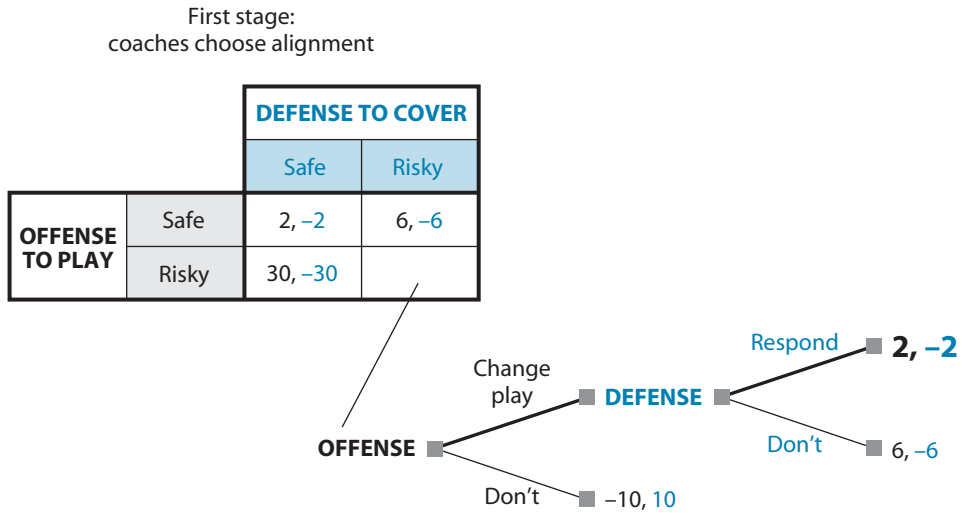 First stage:
coaches choose alignment
DEFENSE TO COVER
Safe
Risky
OFFENSE
TO PLAY
Safe
2, –2
6, –6
Risky
30, –30
Respond
2, –2
Change
play
DEFENSE
OFFENSE
Don't
6, –6
Don't
–10, 10